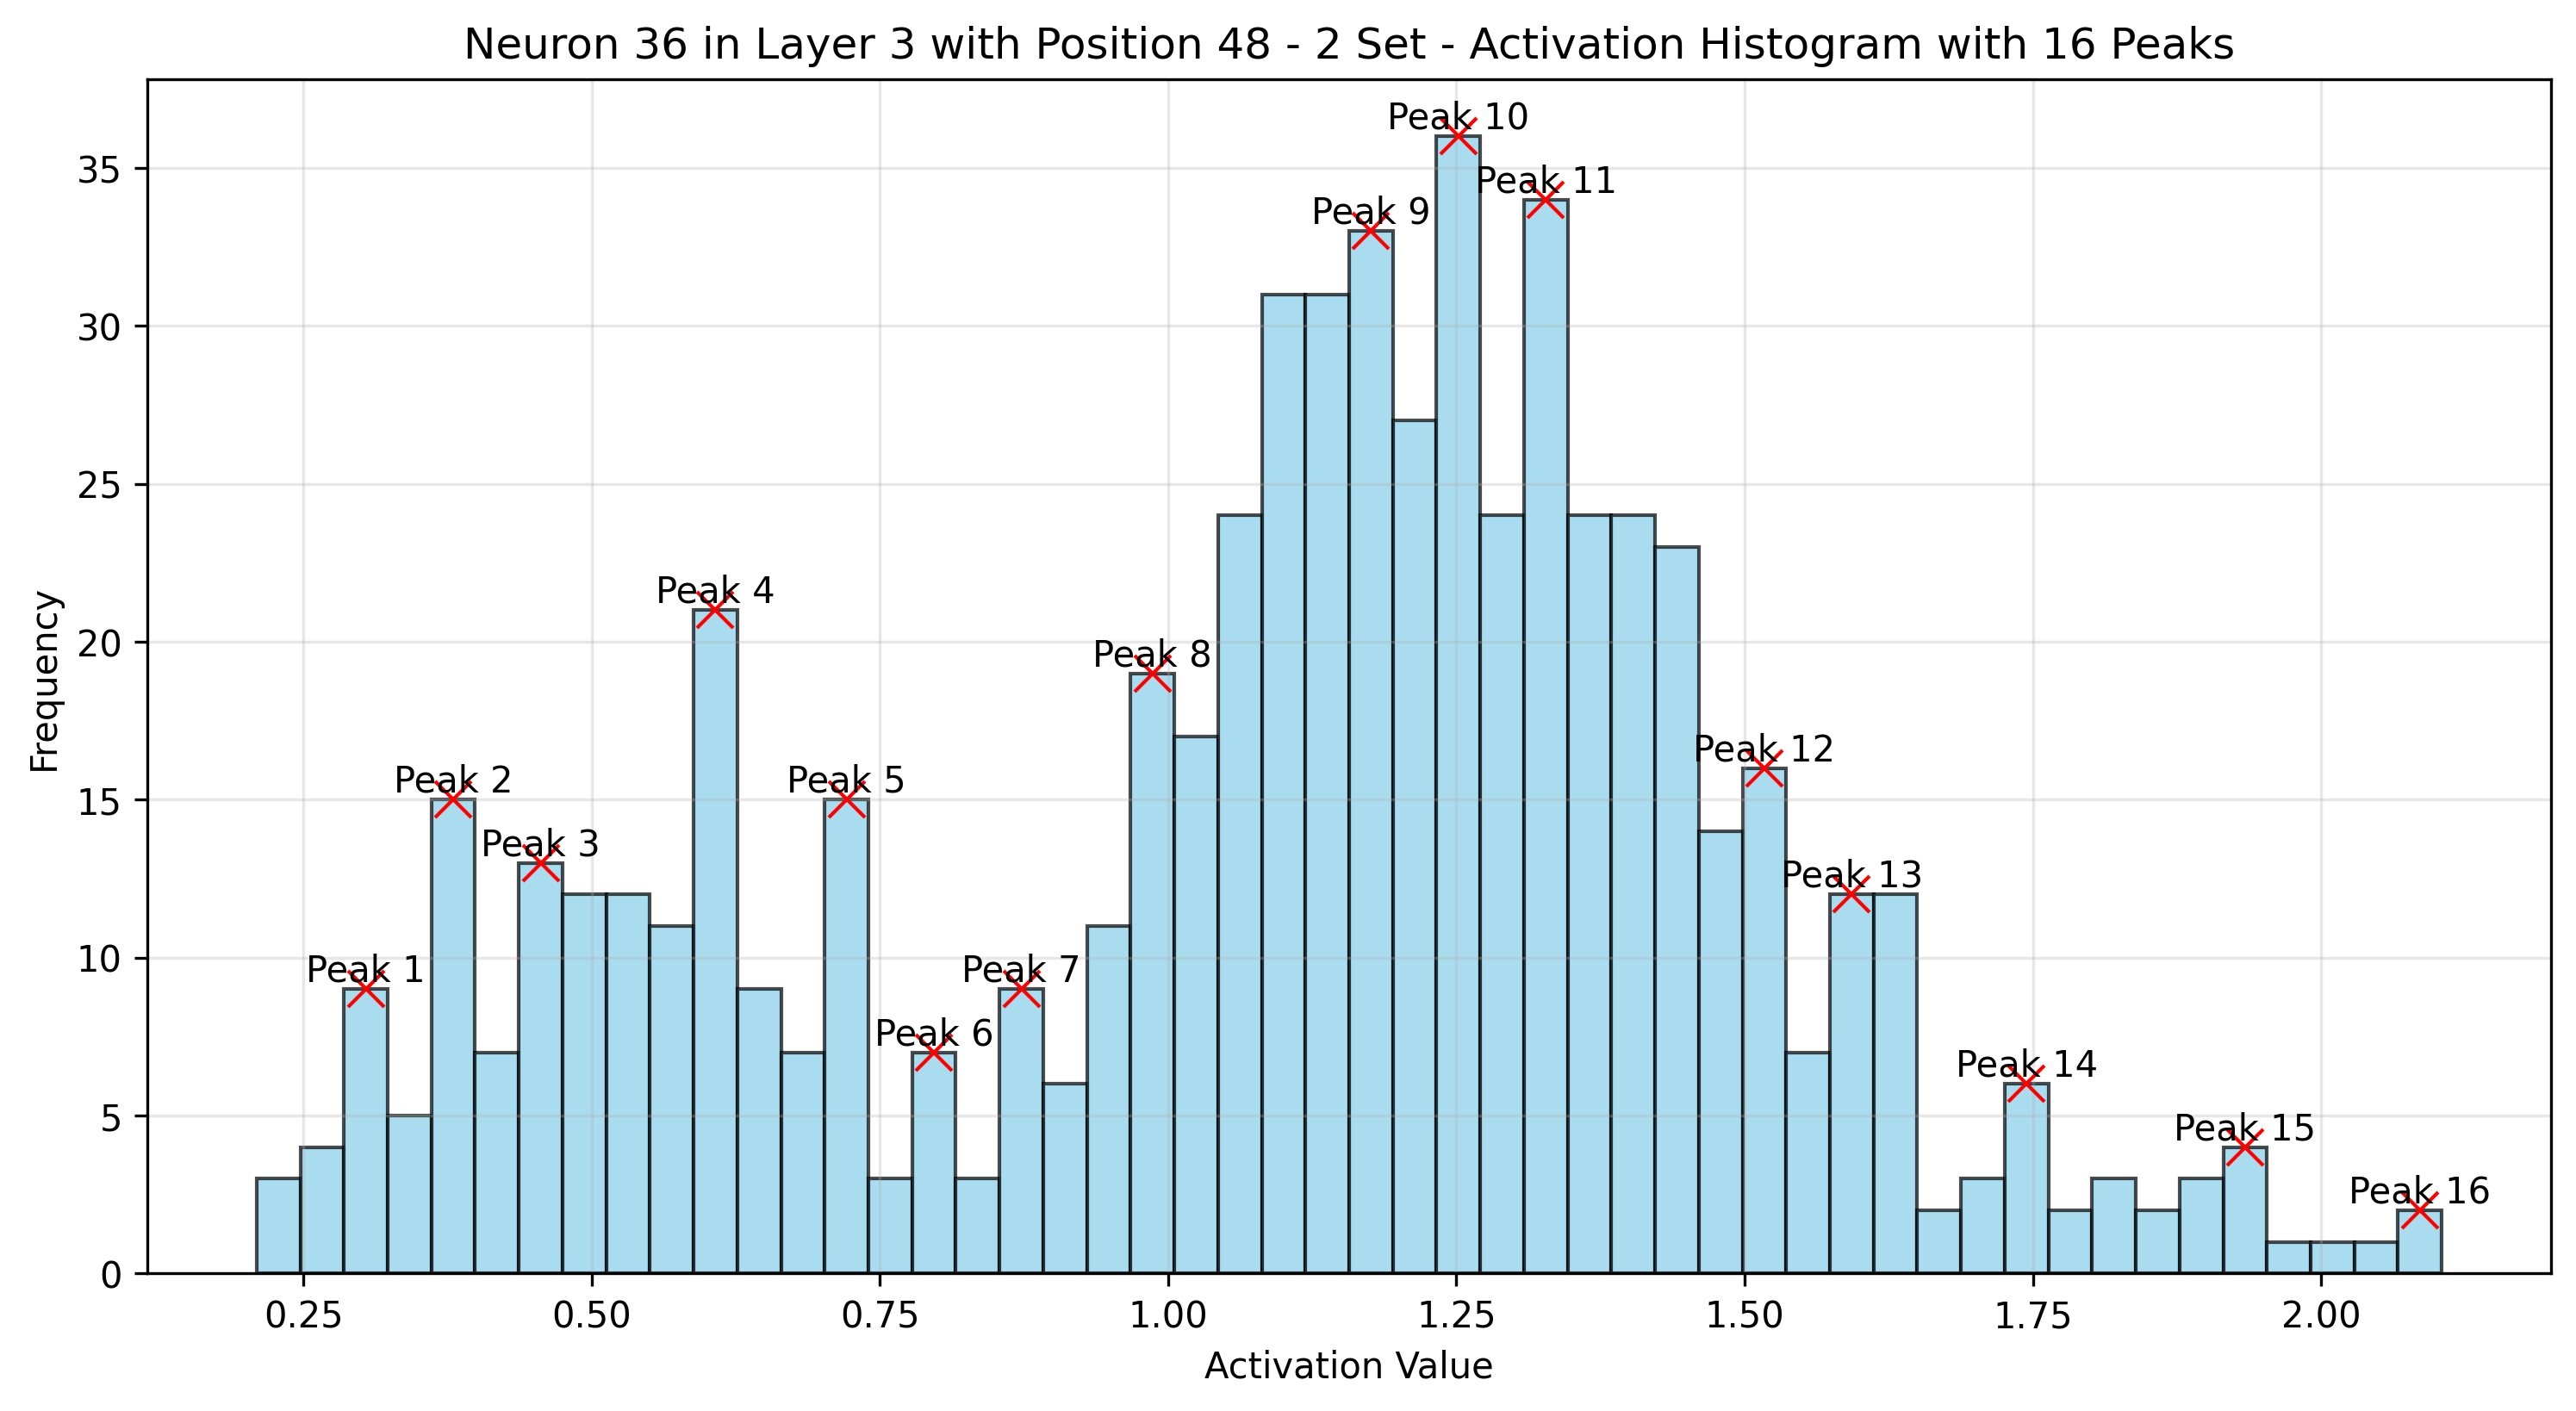 Neuron 36 in Layer 3 with Position 48 - 2 Set - Activation Histogram with 16 Peaks
Peak 10
Peak 11
Peak 9
Peak 4
Peak 8
Peak 12
Peak 2
Peak 5
Peak 3
Peak 13
Peak 1
Peak 7
Peak 6
Peak 14
Peak 15
Peak 16
35
30
25
20
15
10
5
0
Frequency
0.25 0.50 0.75 1.00 1.25 1.50 1.75 2.00
Activation Value